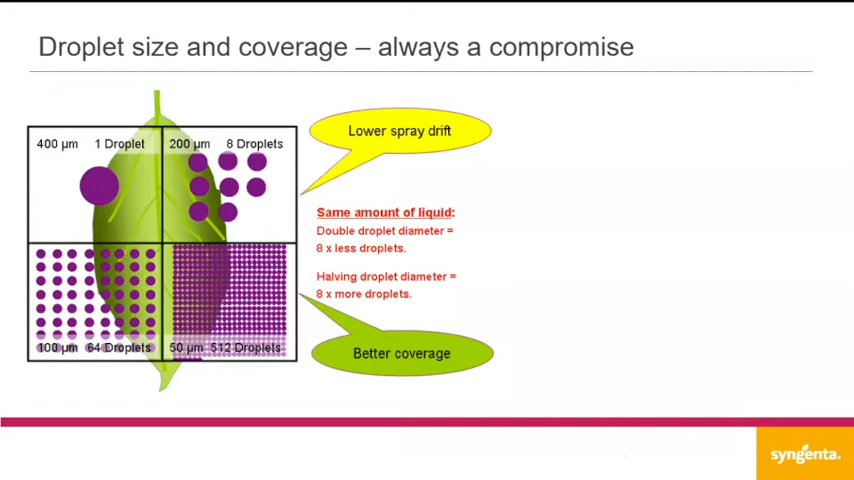 Droplet size and coverage – always a compromise
400 µm 1 Droplet
200 µm 8 Droplets
Lower spray drift
Same amount of liquid:
Double droplet diameter =
8 x less droplets.
Halving droplet diameter =
8 x more droplets.
100 µm 64 Droplets
50 µm 512 Droplets
Better coverage
syngenta.